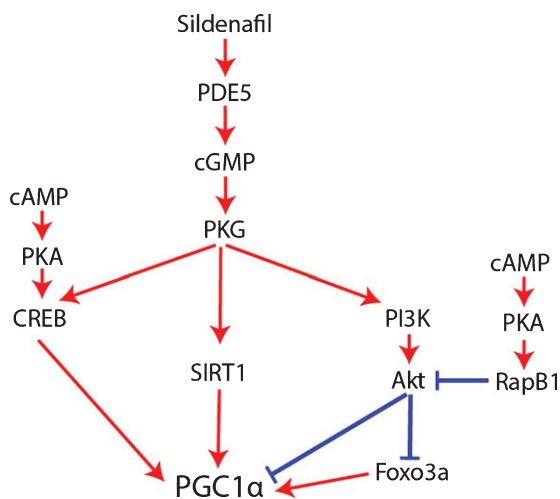 Sildenafil
PDE5
cGMP
cAMP
PKG
PKA
cAMP
CREB
PI3K
PKA
SIRT1
Akt
RapB1
PGC1α
Foxo3a